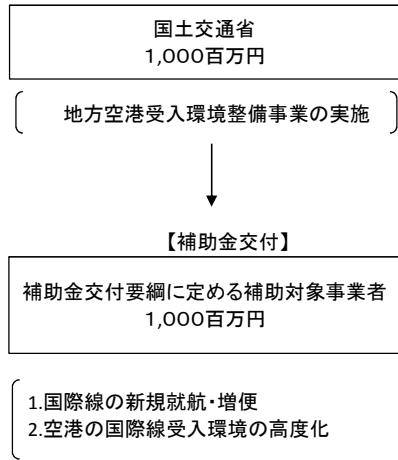 国土交通省
1,000百万円
地方空港受入環境整備事業の実施
【補助金交付】
補助金交付要綱に定める補助対象事業者
1,000百万円
1.国際線の新規就航・増便
2.空港の国際線受入環境の高度化